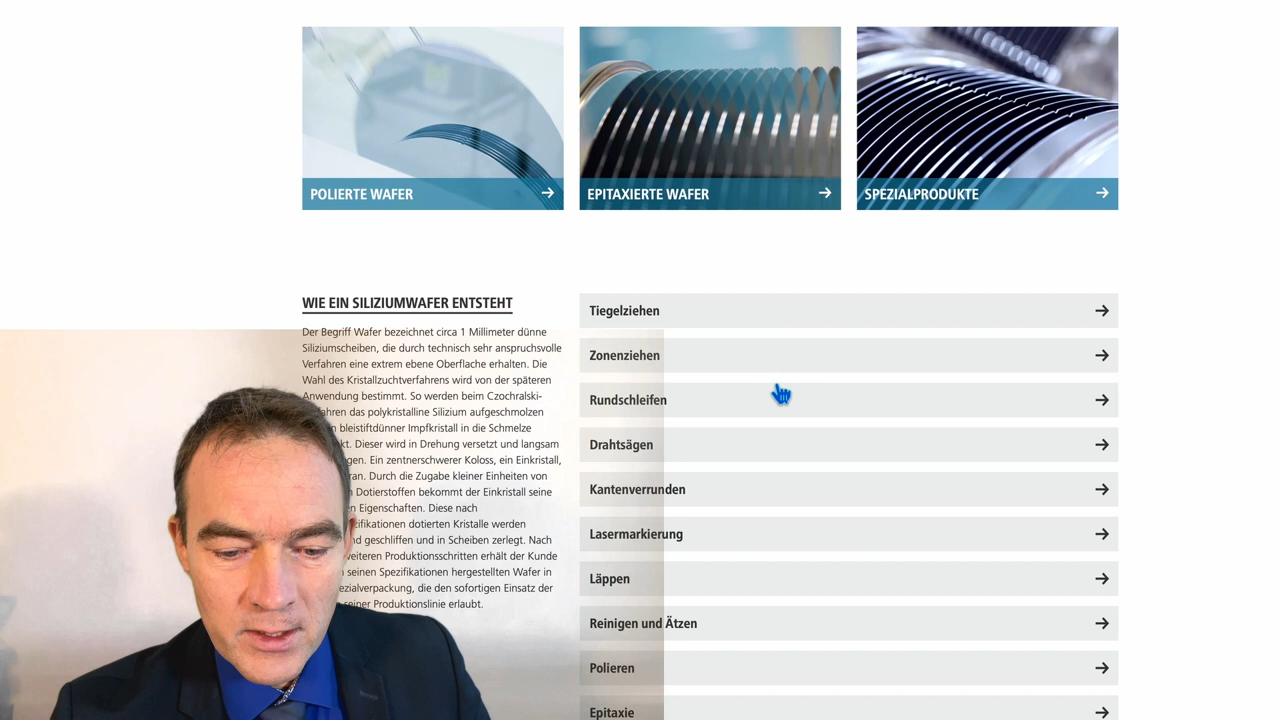 POLIERTE WAFER
EPITAXIERTE WAFER
SPEZIALPRODUKTE
WIE EIN SILIZIUMWAFER ENTSTEHT
Der Begriff Wafer bezeichnet circa 1 Millimeter dünne
Siliziumscheiben, die durch technisch sehr anspruchsvolle
Verfahren eine extrem ebene Oberfläche erhalten. Die
Wahl des Kristallzuchtverfahrens wird von der späteren
Anwendung bestimmt. So werden beim Czochralski-
fahren das polykristalline Silizium aufgeschmolzen
bleistiftdünner Impfkristall in die Schmelze
Dieser wird in Drehung versetzt und langsam
Ein zentnerschwerer Koloss, ein Einkristall,
Durch die Zugabe kleiner Einheiten von
Dotierstoffen bekommt der Einkristall seine
Eigenschaften. Diese nach
dotierten Kristalle werden
geschliffen und in Scheiben zerlegt. Nach
weiteren Produktionsschritten erhält der Kunde
seinen Spezifikationen hergestellten Wafer in
die den sofortigen Einsatz der
seiner Produktionslinie erlaubt.
Tiegelziehen
Zonenziehen
Rundschleifen
Drahtsägen
Kantenverrunden
Lasermarkierung
Läppen
Reinigen und Ätzen
Polieren
Epitaxie